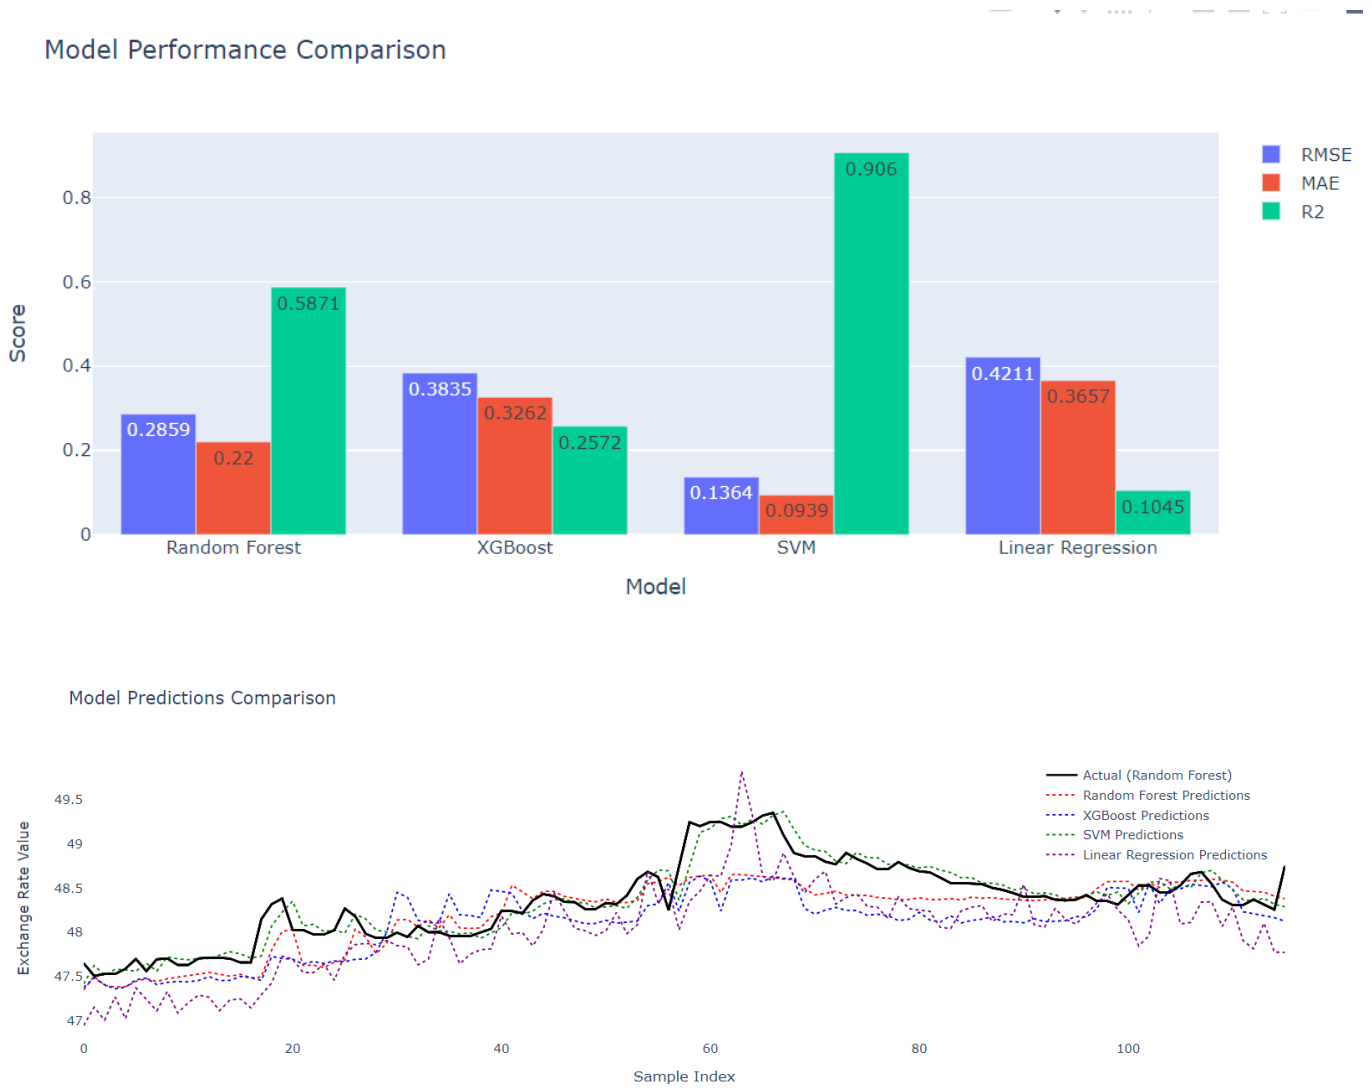 Model Performance Comparison
RMSE
MAE
R2
Score
0.8
0.6
0.4
0.2
0
0.2859
0.22
0.5871
0.3835
0.3262
0.2572
0.1364
0.0939
0.906
0.4211
0.3657
0.1045
Random Forest
XGBoost
SVM
Linear Regression
Model
Model Predictions Comparison
Actual (Random Forest)
Random Forest Predictions
XGBoost Predictions
SVM Predictions
Linear Regression Predictions
Exchange Rate Value
49.5
49
48.5
48
47.5
47
0
20
40
60
80
100
Sample Index